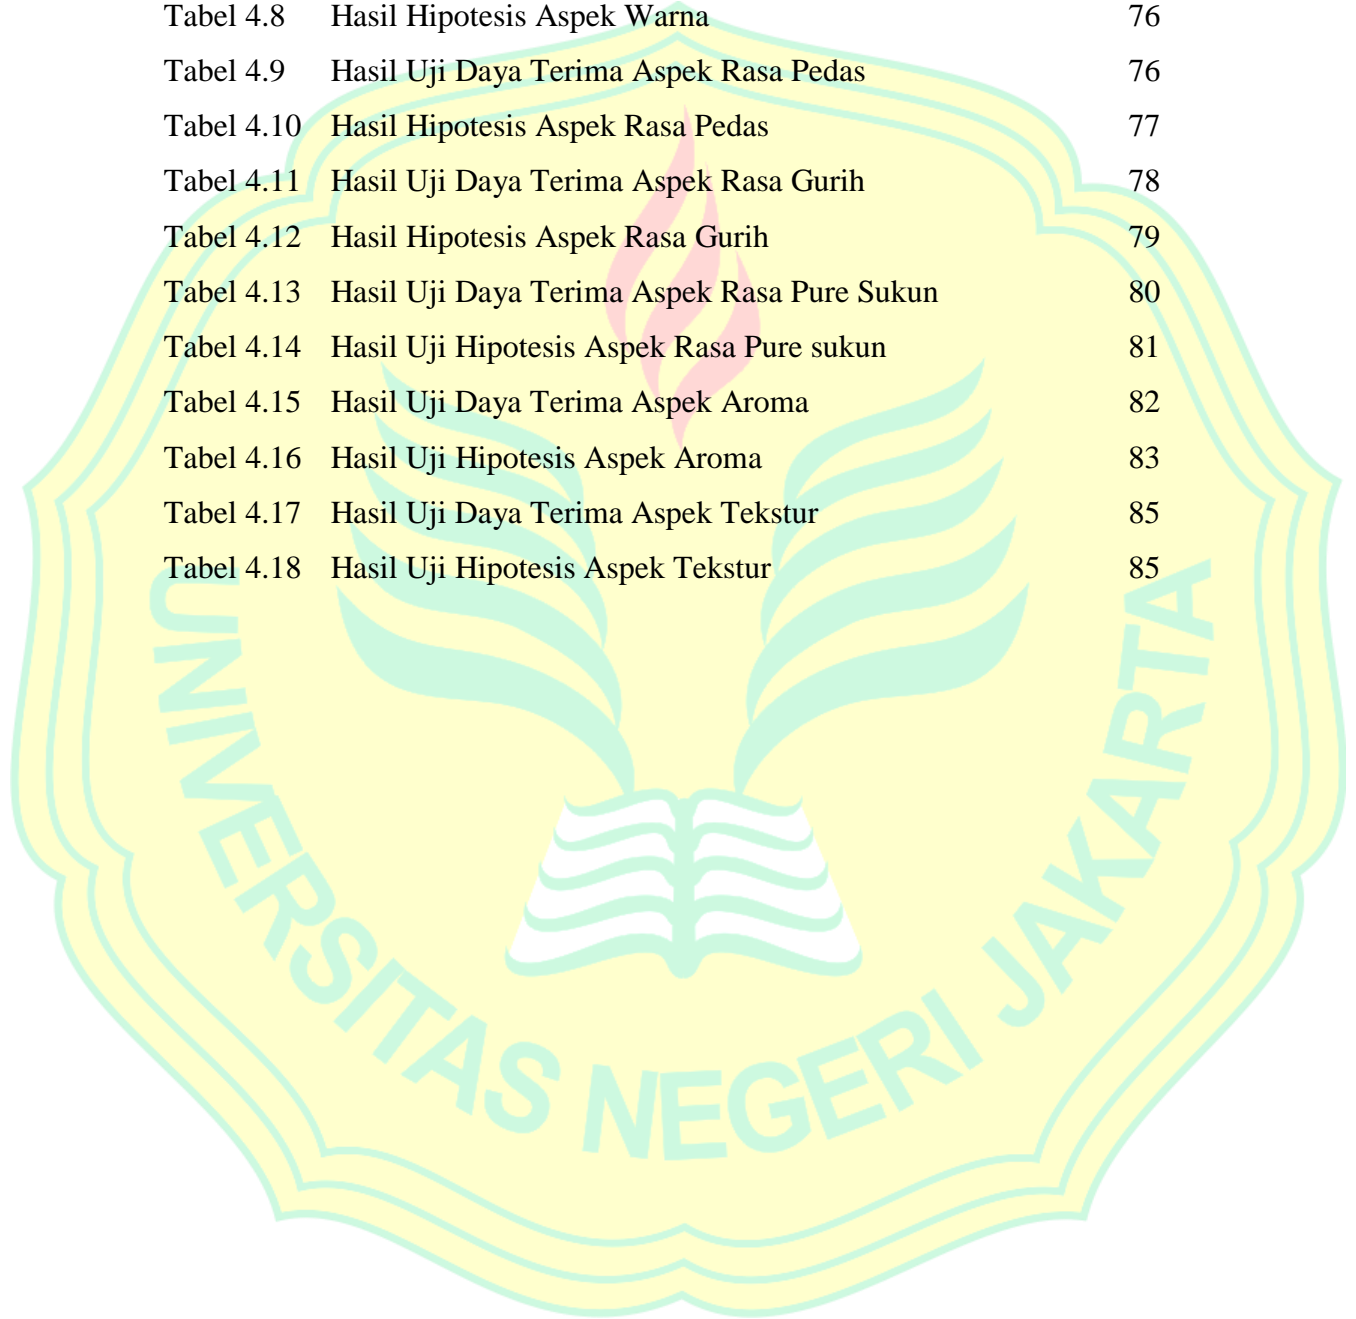 Tabel 4.8 Hasil Hipotesis Aspek Warna 76
Tabel 4.9 Hasil Uji Daya Terima Aspek Rasa Pedas 76
Tabel 4.10 Hasil Hipotesis Aspek Rasa Pedas 77
Tabel 4.11 Hasil Uji Daya Terima Aspek Rasa Gurih 78
Tabel 4.12 Hasil Hipotesis Aspek Rasa Gurih 79
Tabel 4.13 Hasil Uji Daya Terima Aspek Rasa Pure Sukun 80
Tabel 4.14 Hasil Uji Hipotesis Aspek Rasa Pure sukun 81
Tabel 4.15 Hasil Uji Daya Terima Aspek Aroma 82
Tabel 4.16 Hasil Uji Hipotesis Aspek Aroma 83
Tabel 4.17 Hasil Uji Daya Terima Aspek Tekstur 85
Tabel 4.18 Hasil Uji Hipotesis Aspek Tekstur 85
UNIVERSITAS NEGERI JAKARTA